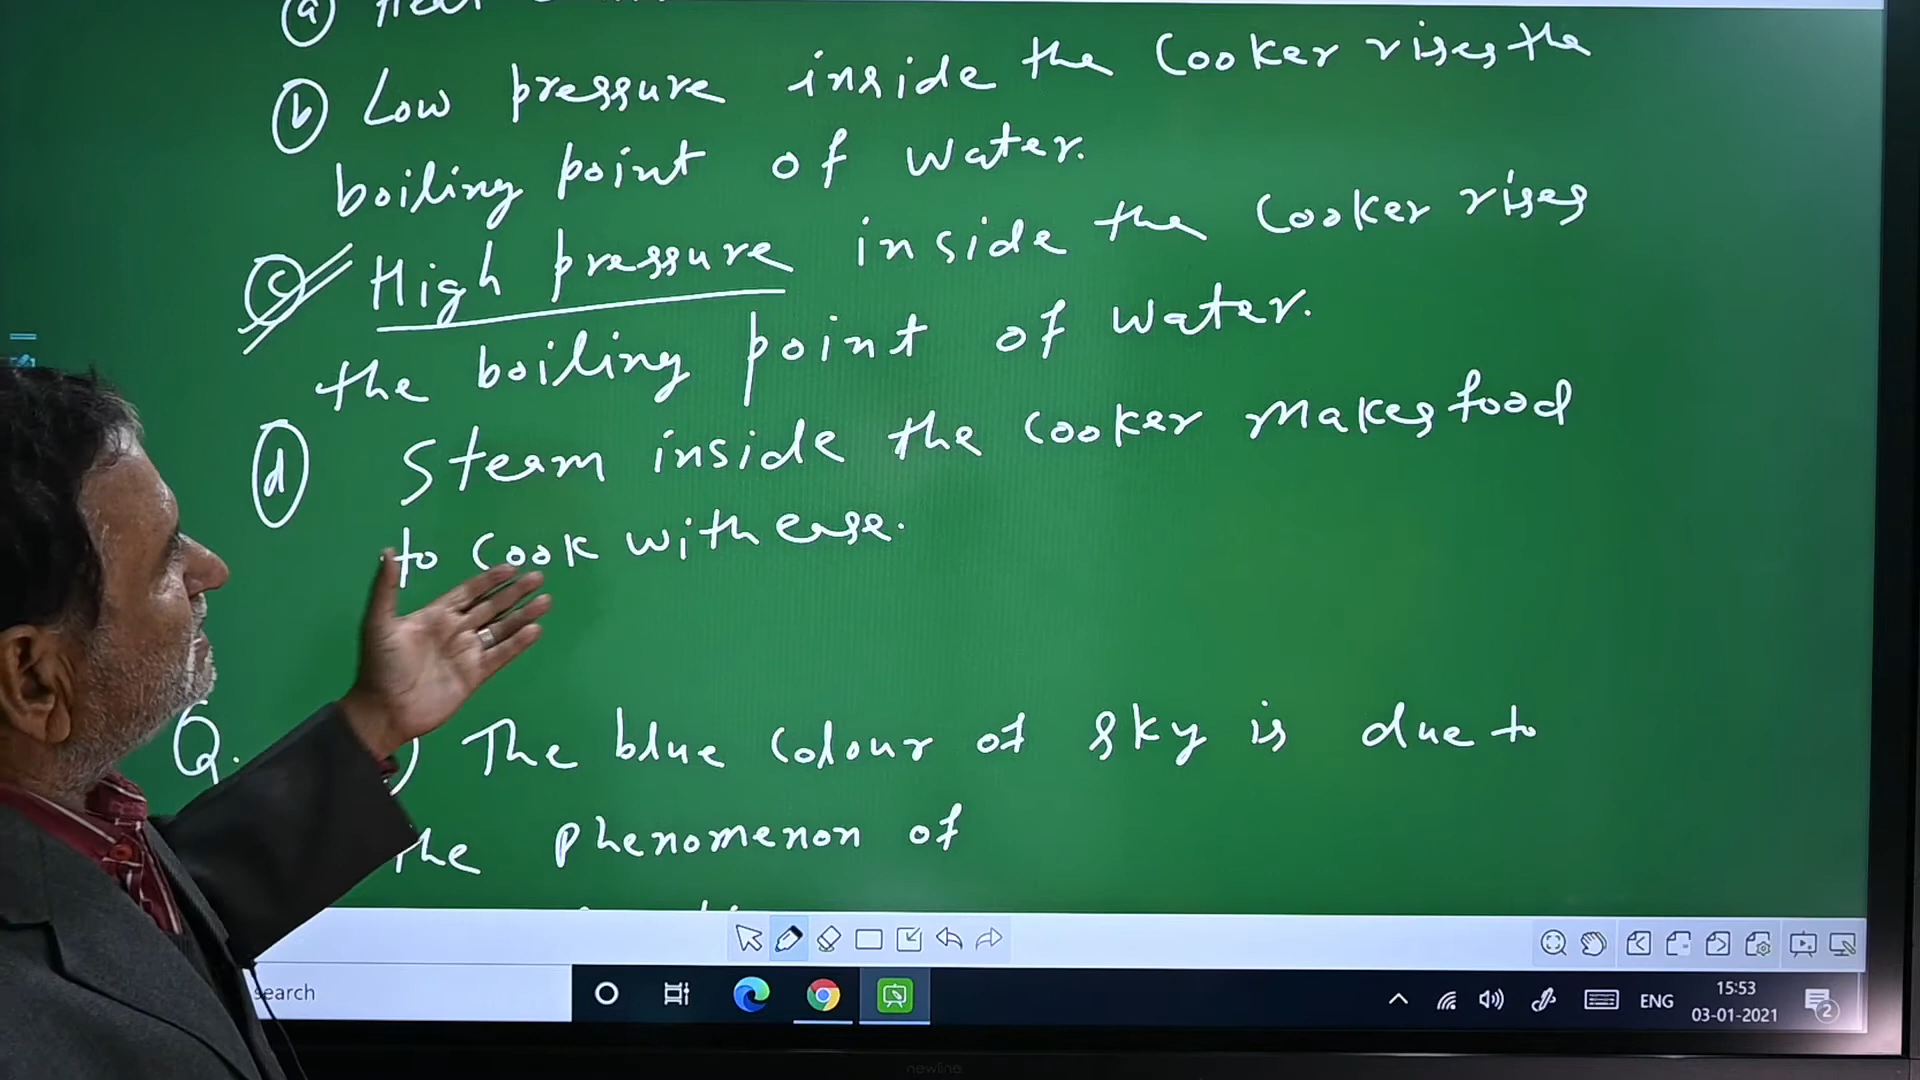 a
b Low pressure inside the Cooker rises the
boiling point of water.
c High pressure inside the Cooker rises
the boiling point of water.
d Steam inside the Cooker makes food
to Cook with ease.
Q. ) The blue colour of sky is due to
the phenomenon of
search
ENG
15:53
03-01-2021
2
newline